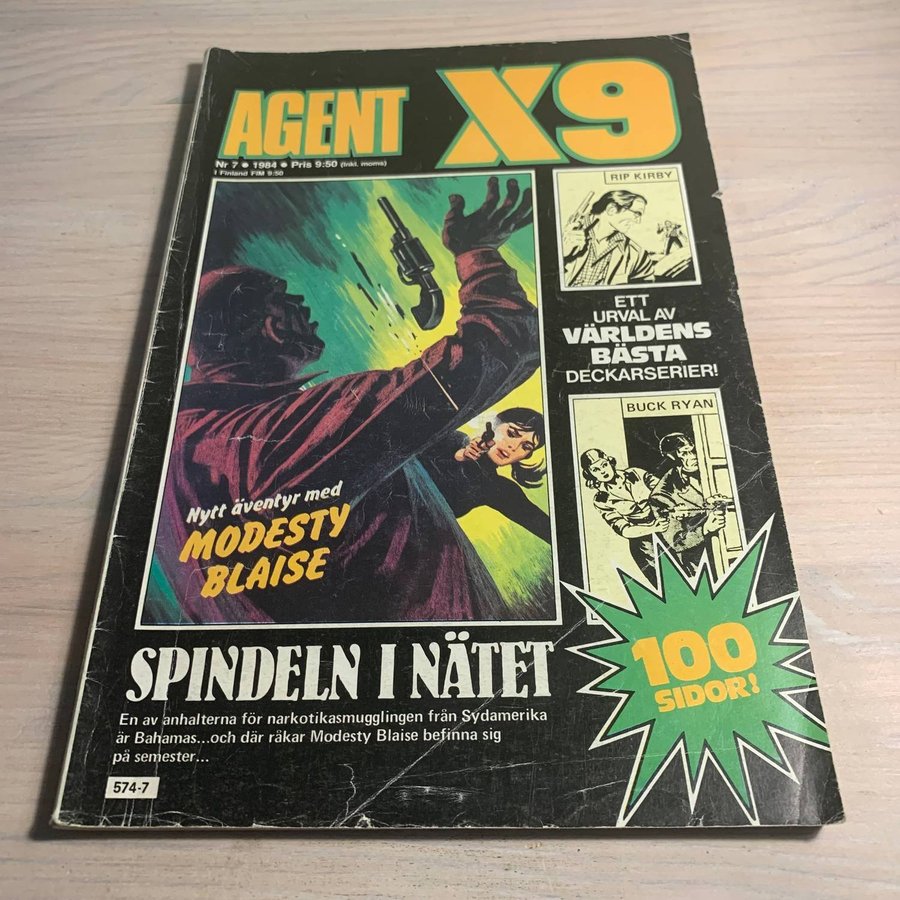 AGENT X9
Nr 7 • 1984 • Pris 9:50 (inkl. moms)
I Finland FIM 9:50
RIP KIRBY
ETT
URVAL AV
VÄRLDENS
BÄSTA
DECKARSERIER!
BUCK RYAN
Nytt äventyr med
MODESTY
BLAISE
100
SIDOR!
SPINDELN I NÄTET
En av anhalterna för narkotikasmugglingen från Sydamerika
är Bahamas...och där råkar Modesty Blaise befinna sig
på semester...
574-7